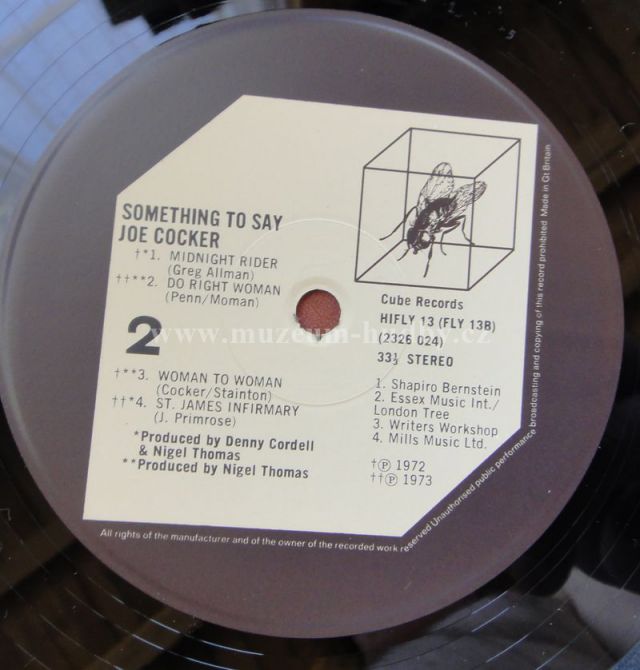 SOMETHING TO SAY
JOE COCKER
†*1. MIDNIGHT RIDER
(Greg Allman)
††**2. DO RIGHT WOMAN
(Penn/Moman)
2
†**3. WOMAN TO WOMAN
(Cocker/Stainton)
††*4. ST. JAMES INFIRMARY
(J. Primrose)
*Produced by Denny Cordell
& Nigel Thomas
**Produced by Nigel Thomas
Cube Records
HIFLY 13 (FLY 13B)
(2326 024)
33⅓ STEREO
1. Shapiro Bernstein
2. Essex Music Int./
London Tree
3. Writers Workshop
4. Mills Music Ltd.
†Ⓟ 1972
††Ⓟ 1973
All rights of the manufacturer and of the owner of the recorded work reserved Unauthorised public performance broadcasting and copying of this record prohibited Made in Gt Britain
www.muzeum-hudby.cz